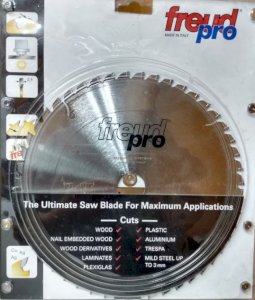 freud
pro
MADE IN ITALY
freud
pro
The Ultimate Saw Blade For Maximum Applications
Cuts
WOOD ✓ ✓ PLASTIC
NAIL EMBEDDED WOOD ✓ ✓ ALUMINIUM
WOOD DERIVATIVES ✓ ✓ TRESPA
LAMINATES ✓ ✓ MILD STEEL UP
PLEXIGLAS ✓ TO 3 mm